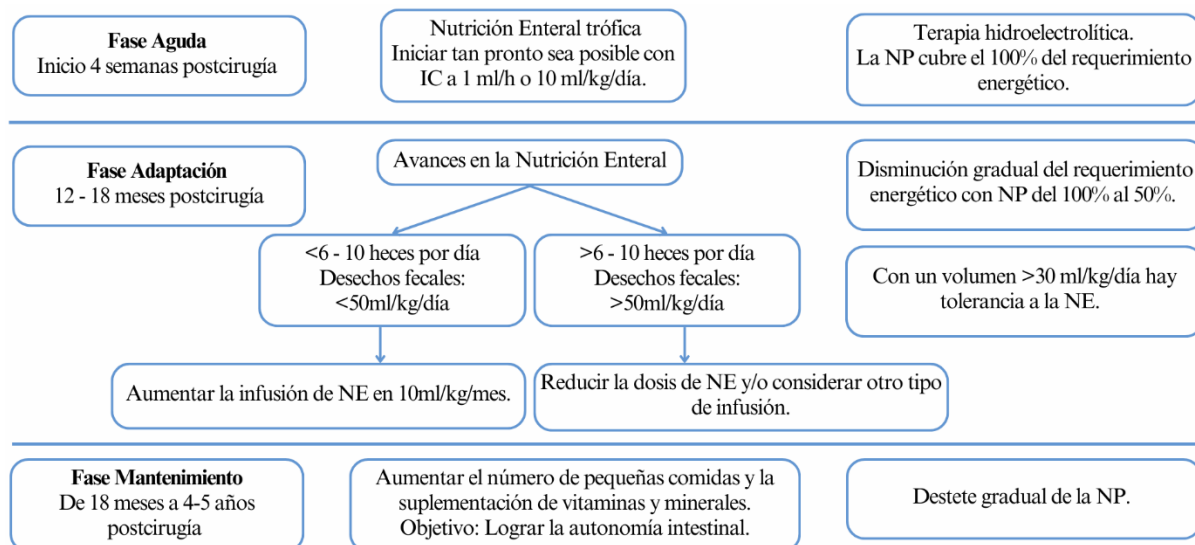 Fase Aguda
Inicio 4 semanas postcirugía
Nutrición Enteral trófica
Iniciar tan pronto sea posible con
IC a 1 ml/h o 10 ml/kg/día.
Terapia hidroelectrolítica.
La NP cubre el 100% del requerimiento
energético.
Fase Adaptación
12 - 18 meses postcirugía
Avances en la Nutrición Enteral
Disminución gradual del requerimiento
energético con NP del 100% al 50%.
<6 - 10 heces por día
Desechos fecales:
<50ml/kg/día
>6 - 10 heces por día
Desechos fecales:
>50ml/kg/día
Con un volumen >30 ml/kg/día hay
tolerancia a la NE.
Aumentar la infusión de NE en 10ml/kg/mes.
Reducir la dosis de NE y/o considerar otro tipo
de infusión.
Fase Mantenimiento
De 18 meses a 4-5 años
postcirugía
Aumentar el número de pequeñas comidas y la
suplementación de vitaminas y minerales.
Objetivo: Lograr la autonomía intestinal.
Destete gradual de la NP.